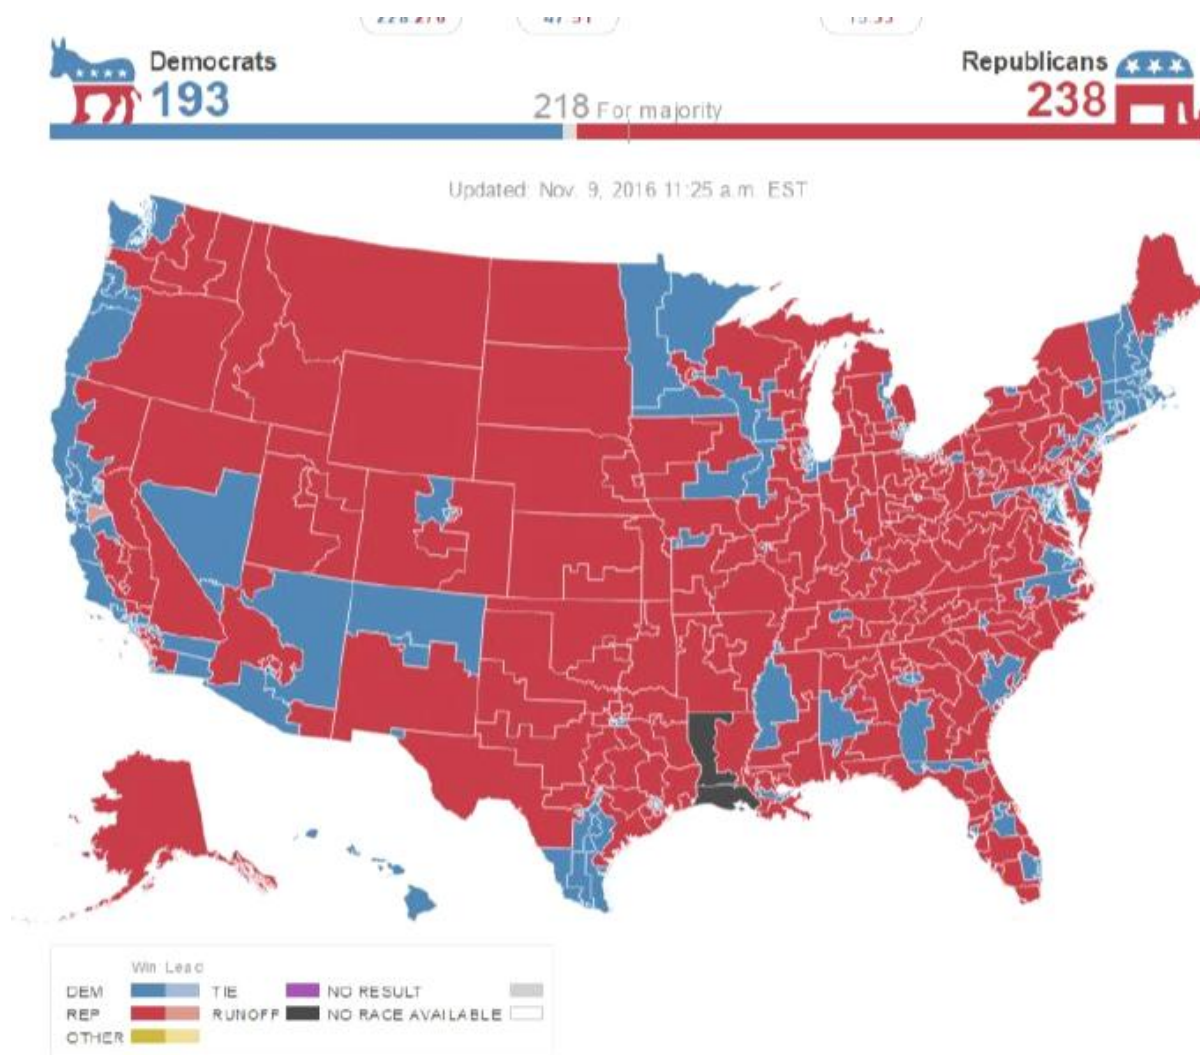 Democrats
193
218 For majority
Republicans
238
Updated: Nov. 9, 2016 11:25 a.m. EST
Win Lead
DEM TIE NO RESULT
REP RUNOFF NO RACE AVAILABLE
OTHER